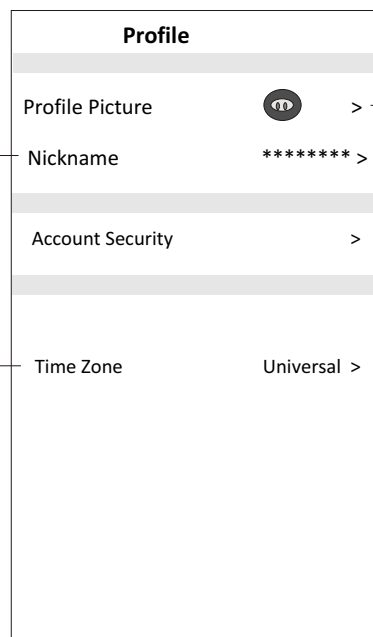 Profile
Profile Picture >
Nickname ******** >
Account Security >
Time Zone Universal >